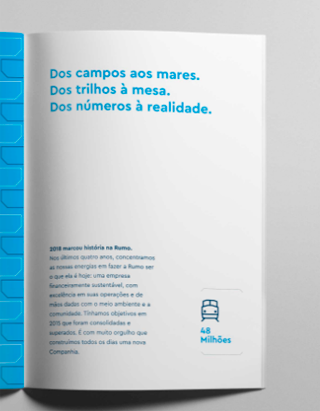 Dos campos aos mares.
Dos trilhos à mesa.
Dos números à realidade.
2018 marcou história na Rumo.
Nos últimos quatro anos, concentramos
as nossas energias em fazer a Rumo ser
o que ela é hoje: uma empresa
financeiramente sustentável, com
excelência em suas operações e de
mãos dadas com o meio ambiente e a
comunidade. Tínhamos objetivos em
2015 que foram consolidados e
superados. É com muito orgulho que
construímos todos os dias uma nova
Companhia.
48
Milhões